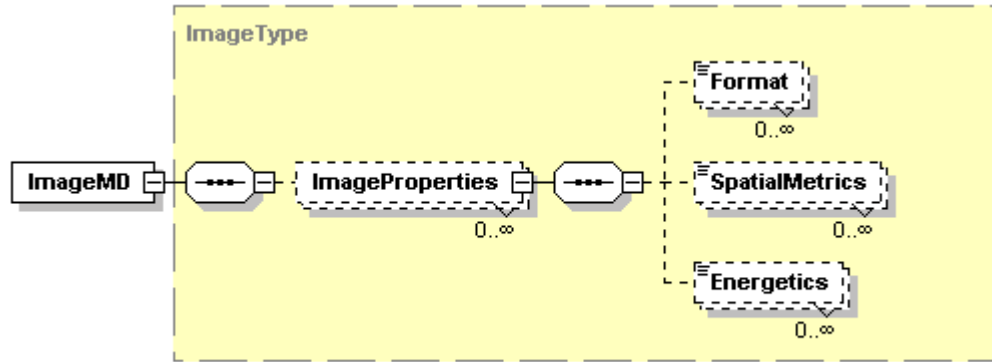 ImageType
Format
0..∞
ImageMD
ImageProperties
0..∞
SpatialMetrics
0..∞
Energetics
0..∞